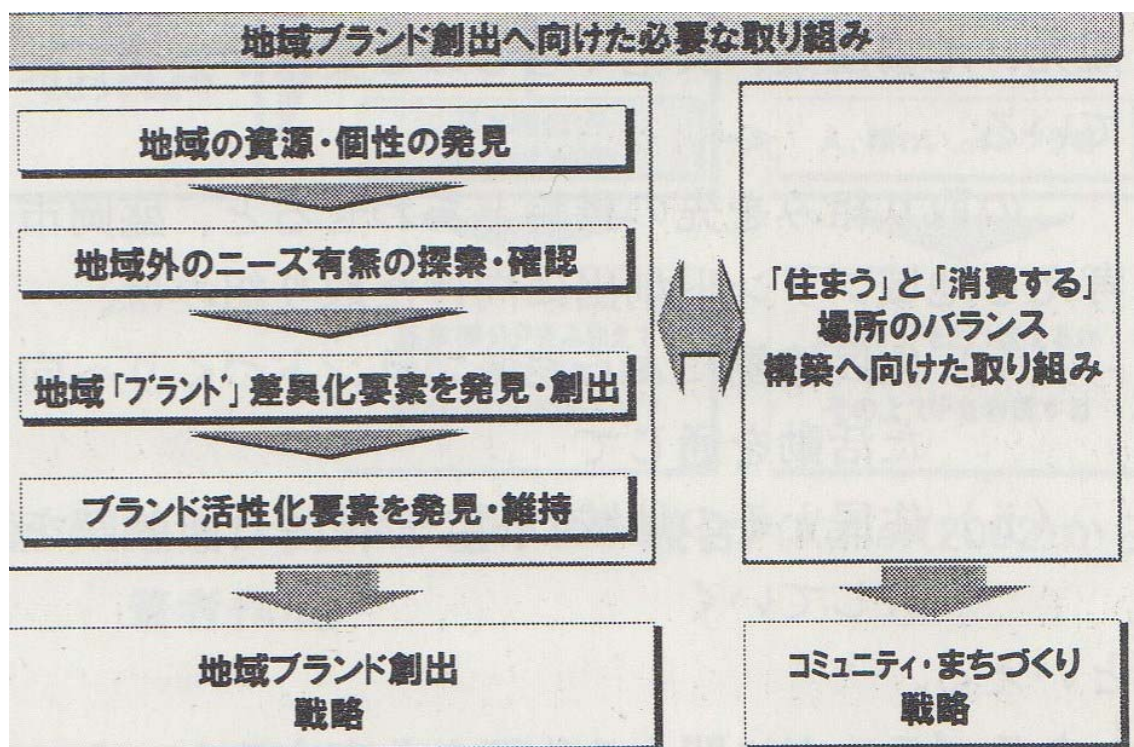 地域ブランド創出へ向けた必要な取り組み
地域の資源・個性の発見
地域外のニーズ有無の探索・確認
地域「ブランド」差異化要素を発見・創出
ブランド活性化要素を発見・維持
「住まう」と「消費する」
場所のバランス
構築へ向けた取り組み
地域ブランド創出
戦略
コミュニティ・まちづくり
戦略